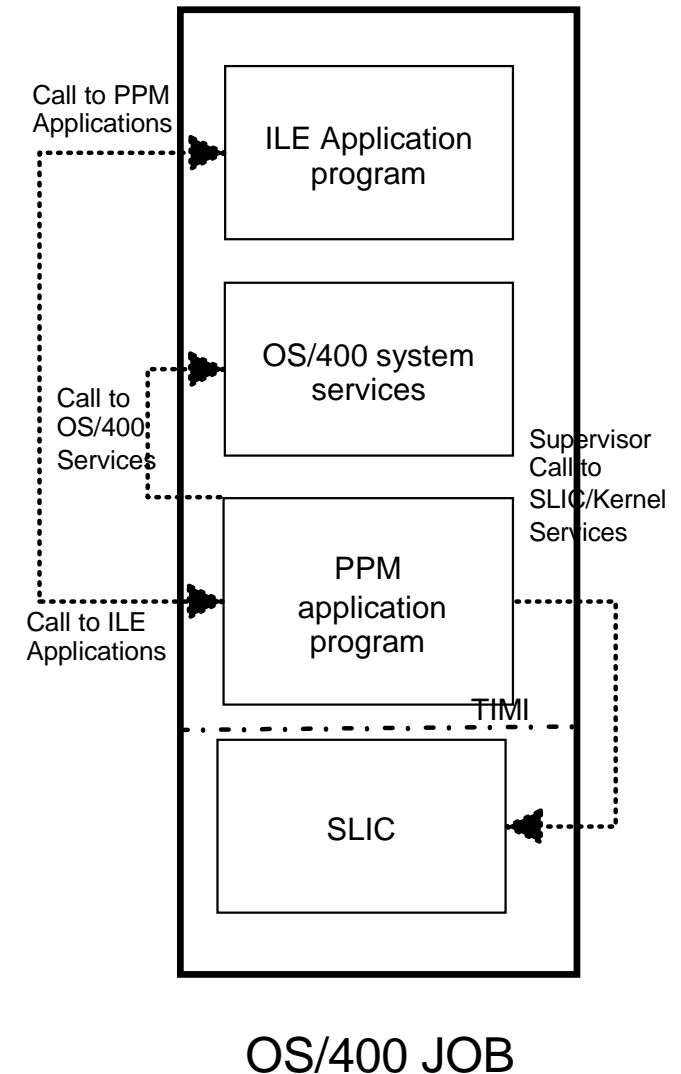 Call to PPM
Applications
ILE Application
program
OS/400 system
services
Call to
OS/400
Services
Supervisor
Call to
SLIC/Kernel
Services
PPM
application
program
Call to ILE
Applications
TIMI
SLIC
OS/400 JOB